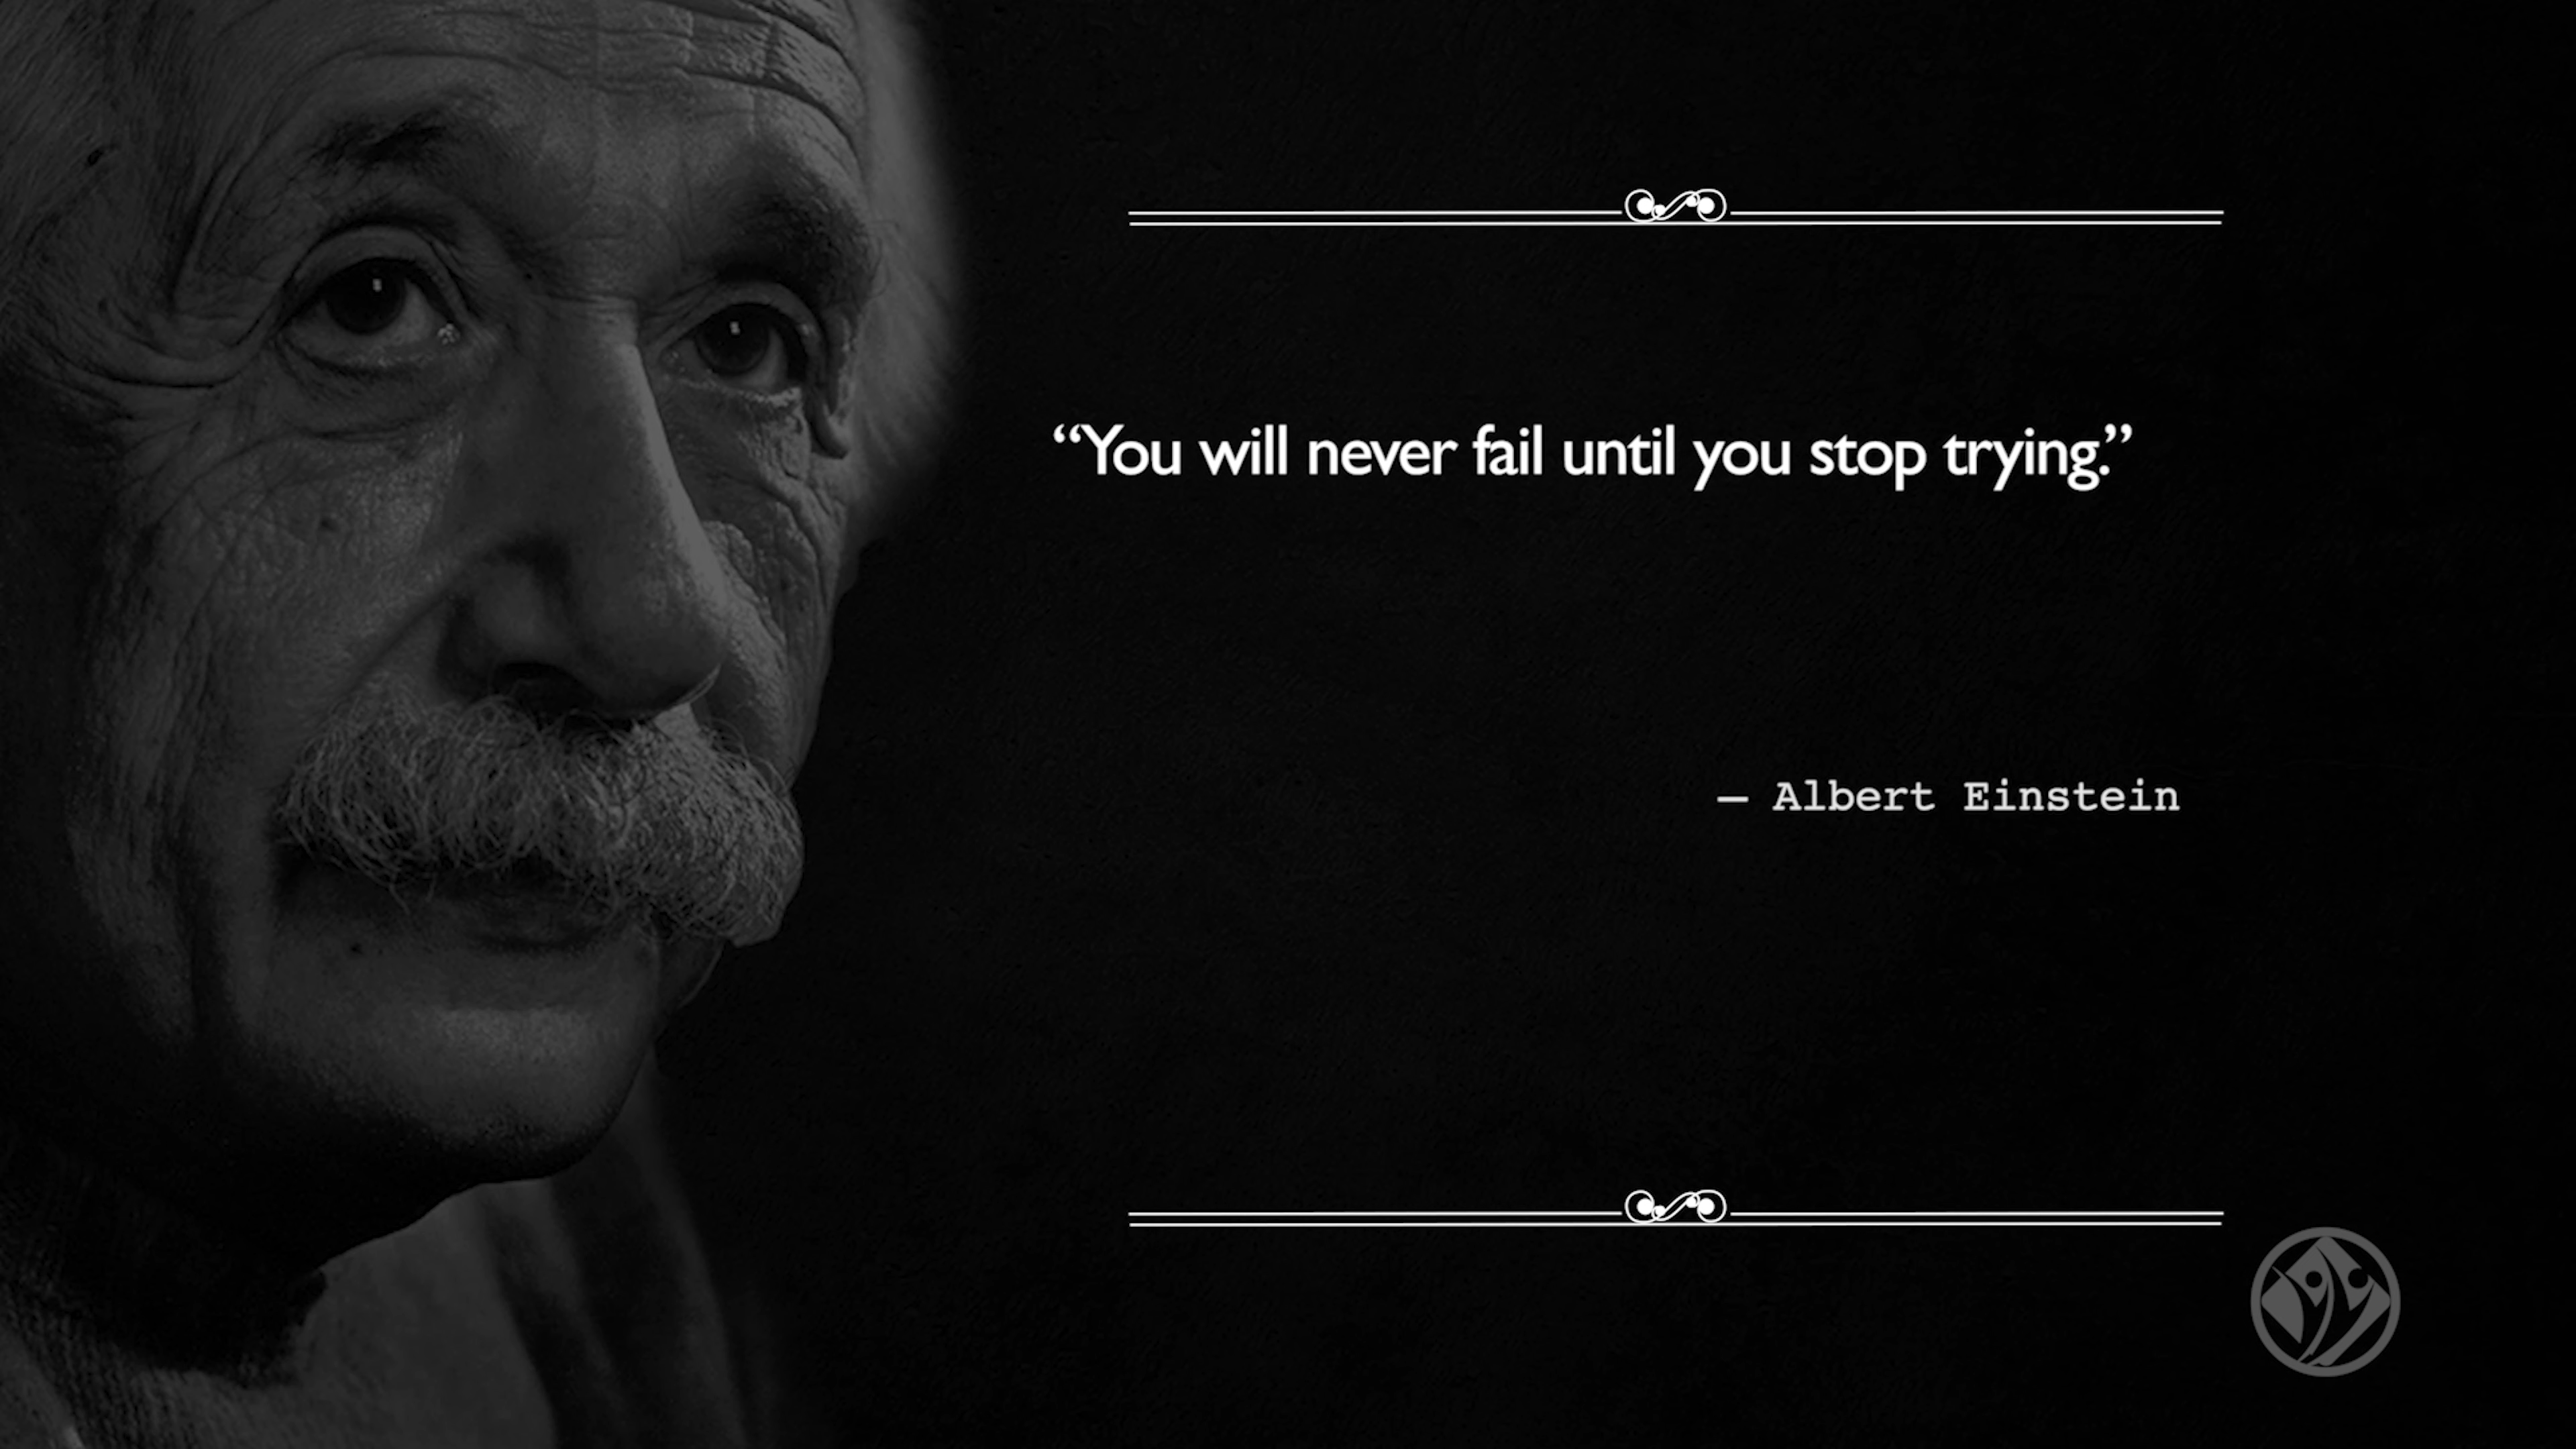 “You will never fail until you stop trying.”
— Albert Einstein